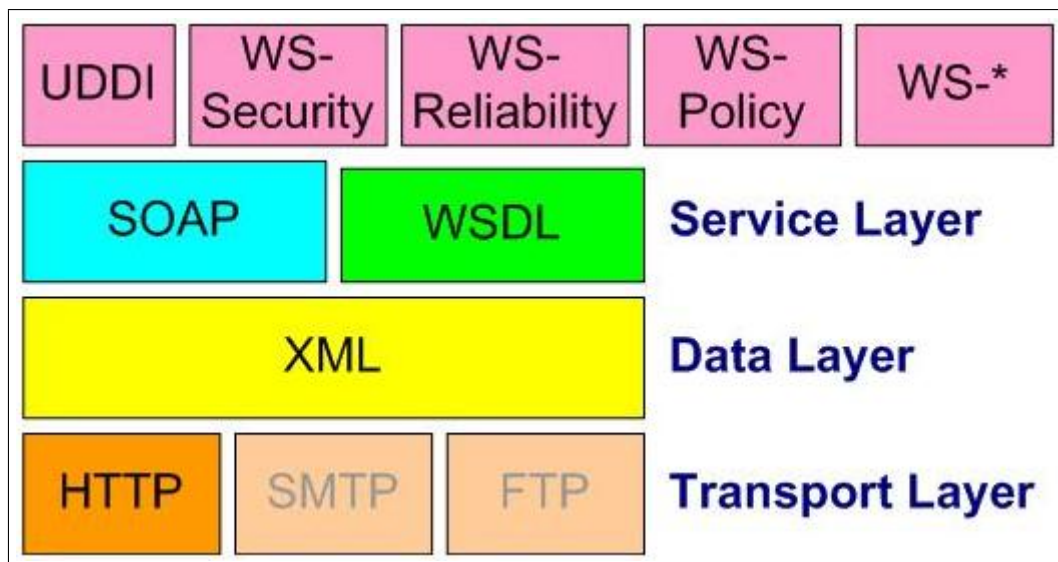 UDDI
WS-
Security
WS-
Reliability
WS-
Policy
WS-*
SOAP
WSDL
Service Layer
XML
Data Layer
HTTP
SMTP
FTP
Transport Layer